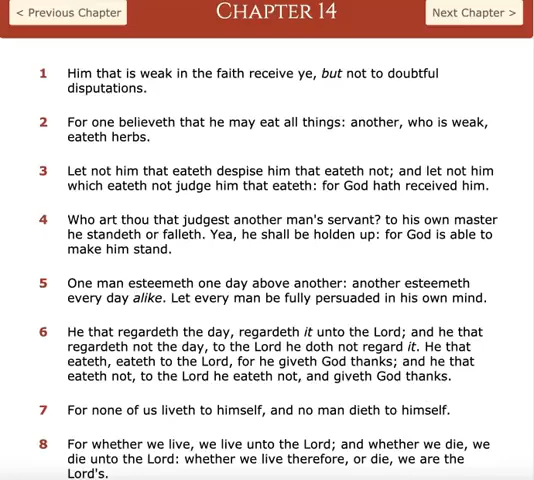 < Previous Chapter
CHAPTER 14
Next Chapter >
1 Him that is weak in the faith receive ye, but not to doubtful
disputations.
2 For one believeth that he may eat all things: another, who is weak,
eateth herbs.
3 Let not him that eateth despise him that eateth not; and let not him
which eateth not judge him that eateth: for God hath received him.
4 Who art thou that judgest another man's servant? to his own master
he standeth or falleth. Yea, he shall be holden up: for God is able to
make him stand.
5 One man esteemeth one day above another: another esteemeth
every day alike. Let every man be fully persuaded in his own mind.
6 He that regardeth the day, regardeth it unto the Lord; and he that
regardeth not the day, to the Lord he doth not regard it. He that
eateth, eateth to the Lord, for he giveth God thanks; and he that
eateth not, to the Lord he eateth not, and giveth God thanks.
7 For none of us liveth to himself, and no man dieth to himself.
8 For whether we live, we live unto the Lord; and whether we die, we
die unto the Lord: whether we live therefore, or die, we are the
Lord's.